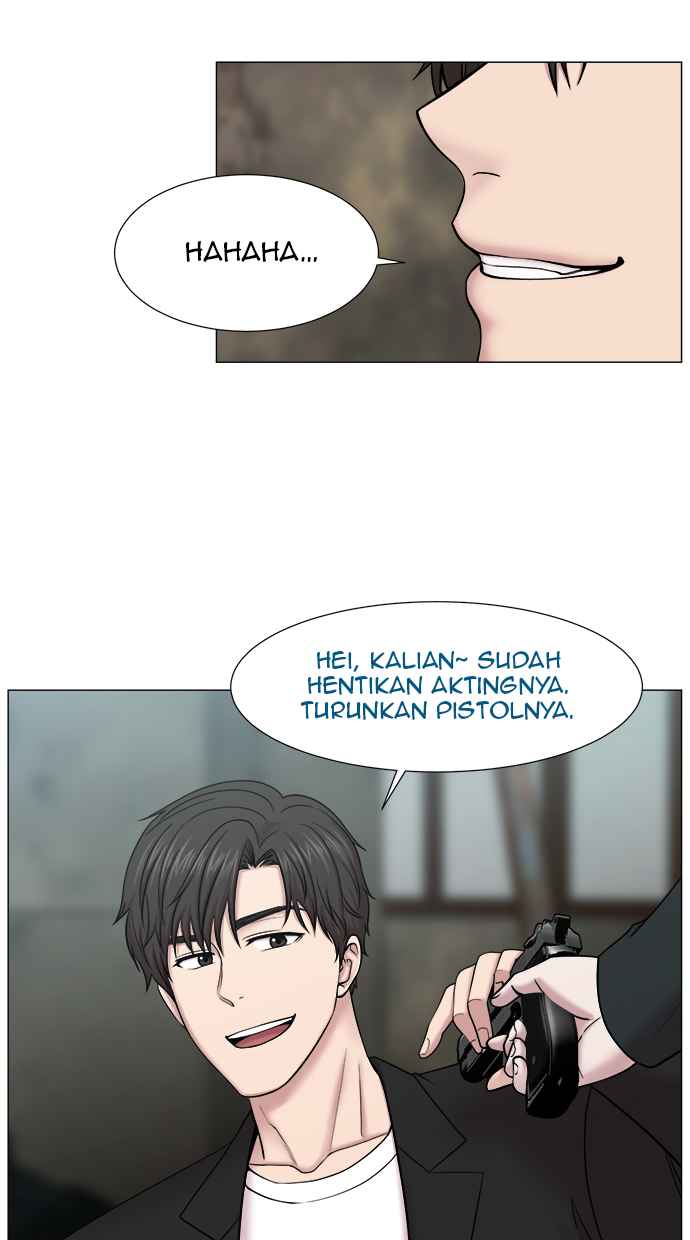 HAHAHA...
HEI, KALIAN~ SUDAH
HENTIKAN AKTINGNYA.
TURUNKAN PISTOLNYA.